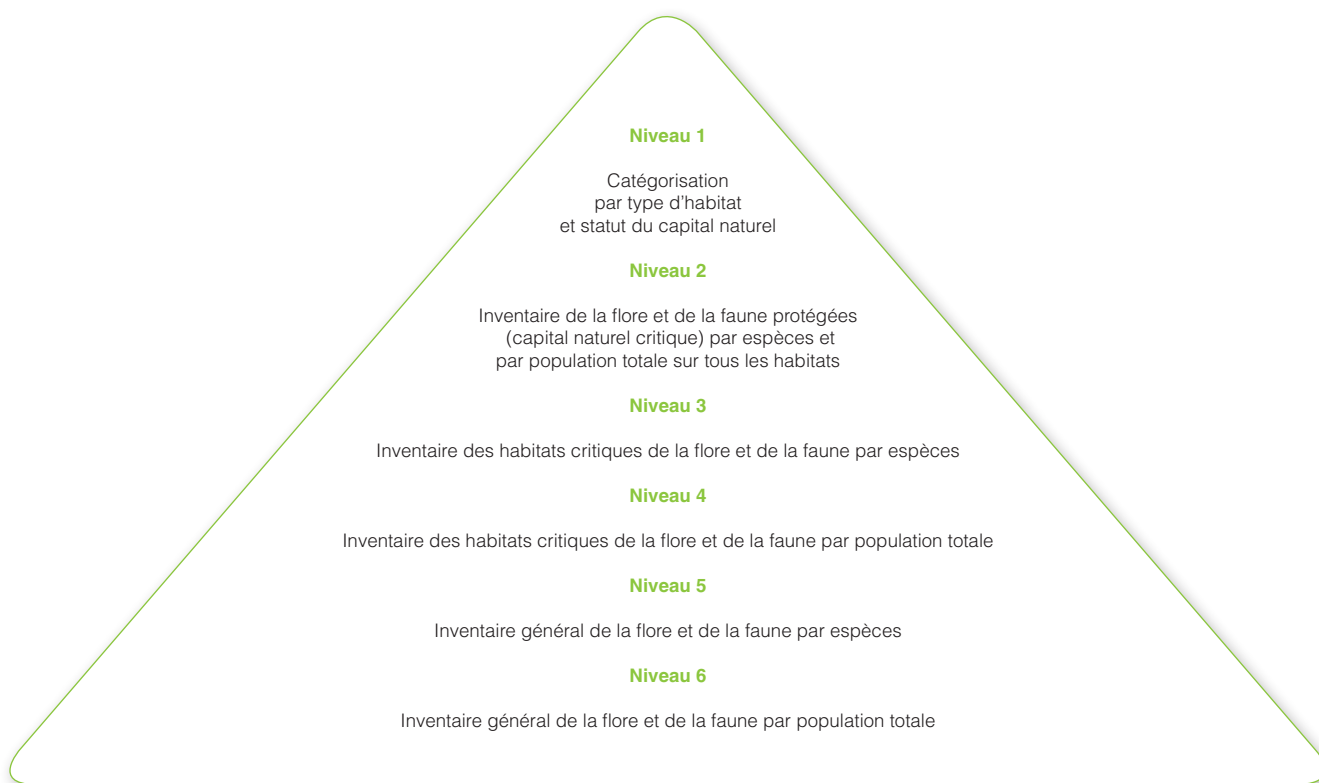 Niveau 1
Catégorisation
par type d'habitat
et statut du capital naturel
Niveau 2
Inventaire de la flore et de la faune protégées
(capital naturel critique) par espèces et
par population totale sur tous les habitats
Niveau 3
Inventaire des habitats critiques de la flore et de la faune par espèces
Niveau 4
Inventaire des habitats critiques de la flore et de la faune par population totale
Niveau 5
Inventaire général de la flore et de la faune par espèces
Niveau 6
Inventaire général de la flore et de la faune par population totale